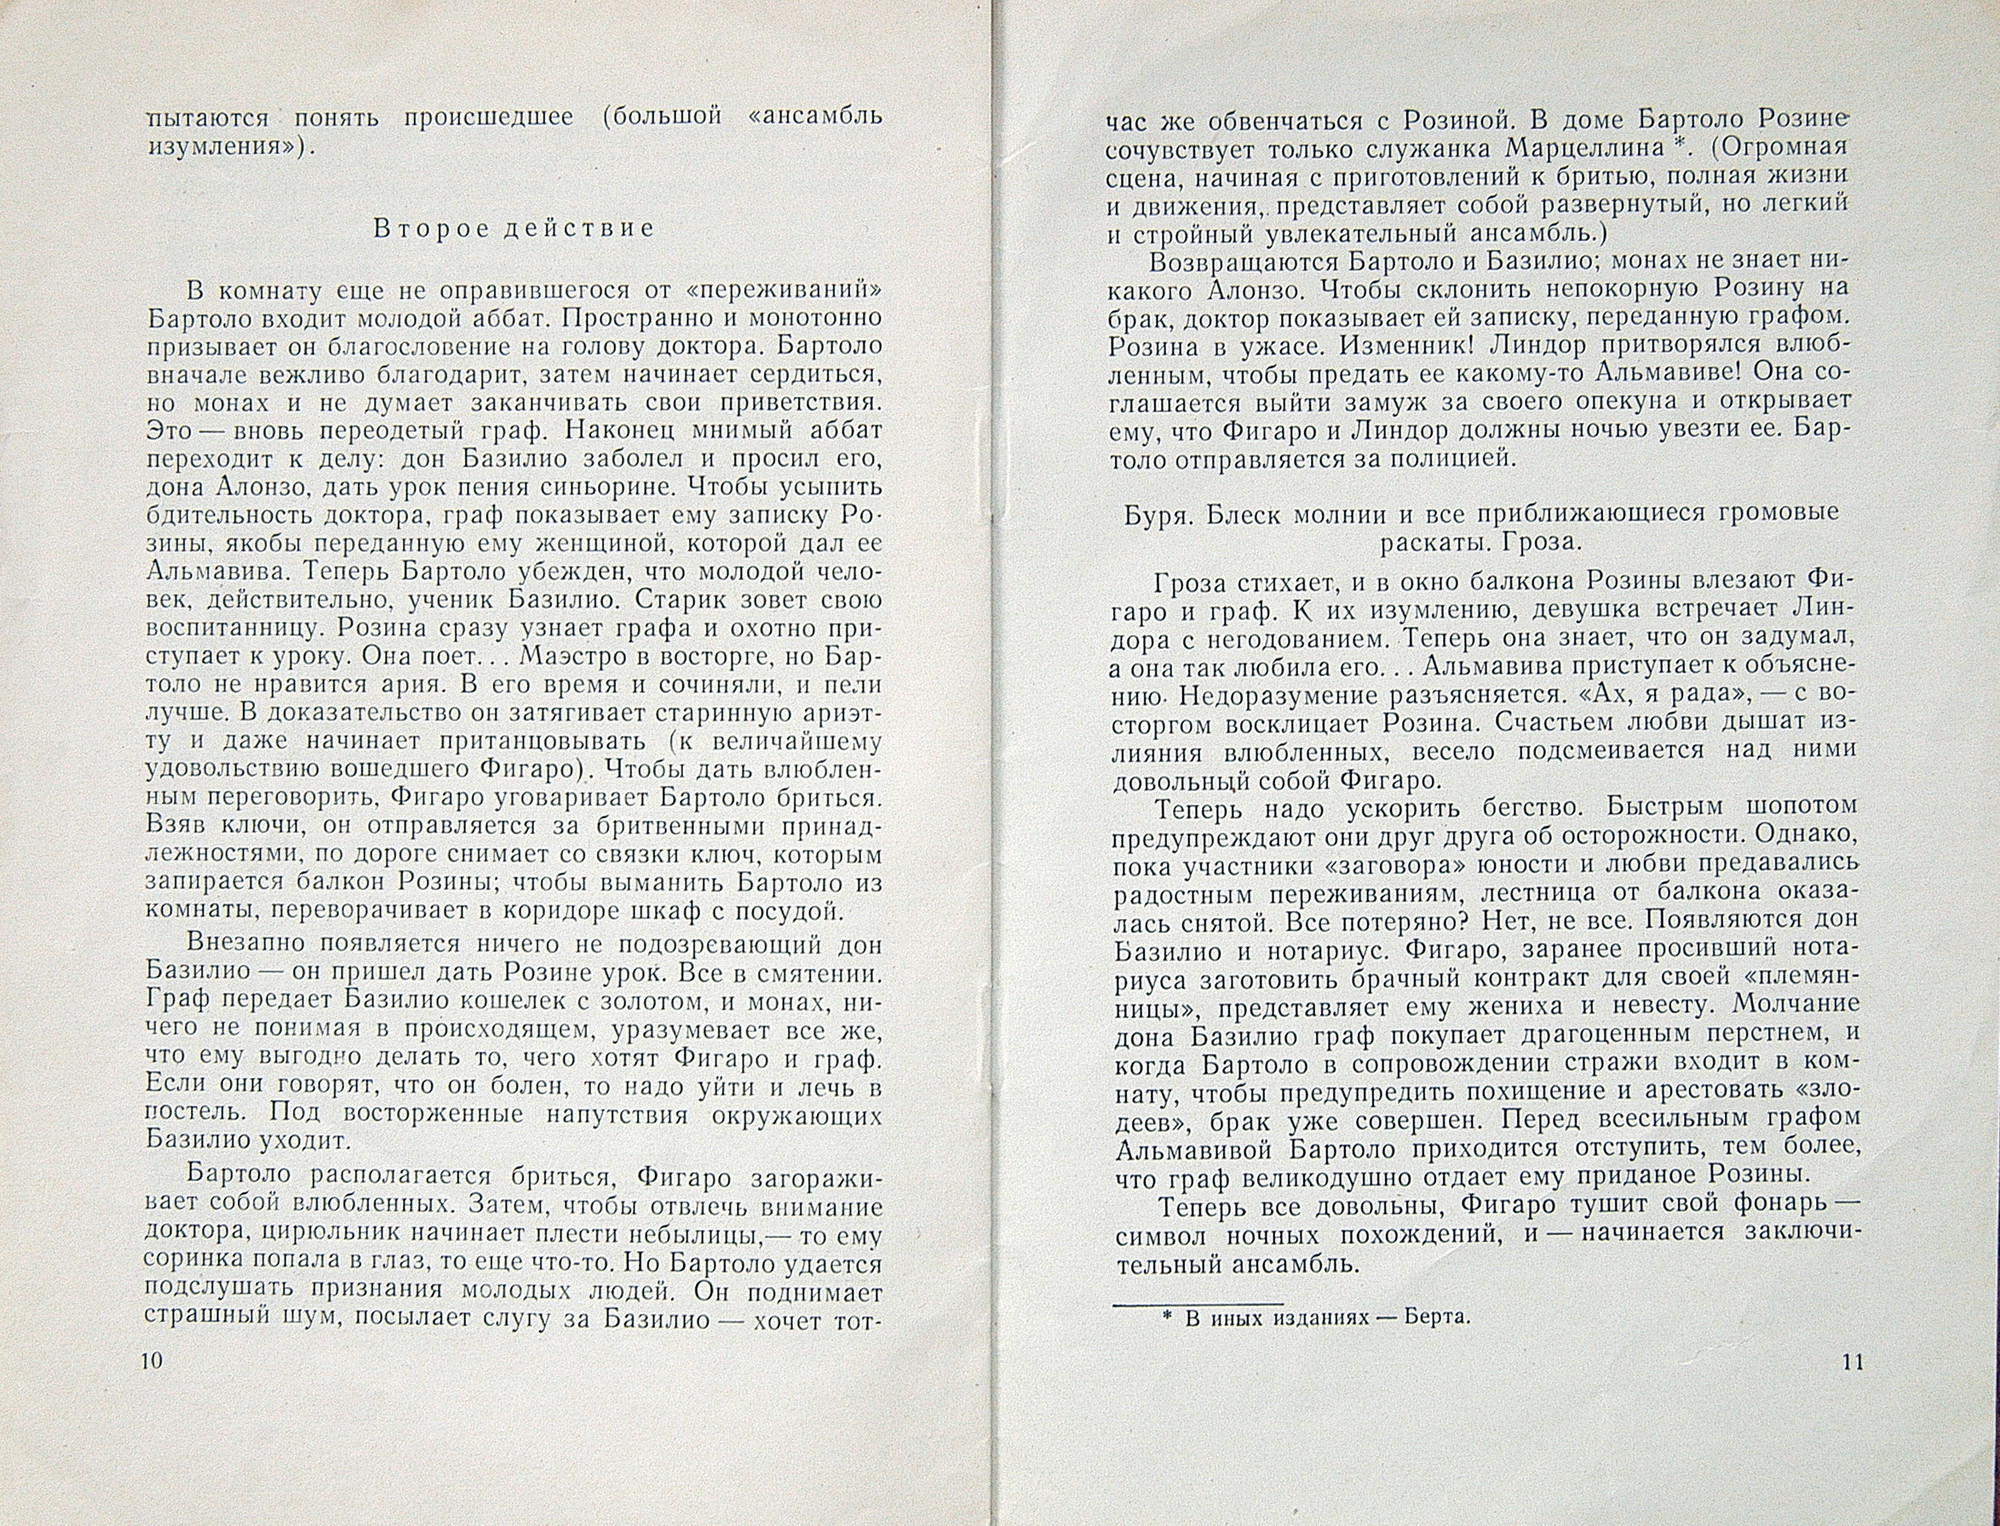 пытаются понять происшедшее (большой «ансамбль
изумления»).
Второе действие
В комнату еще не оправившегося от «переживаний»
Бартоло входит молодой аббат. Пространно и монотонно
призывает он благословение на голову доктора. Бартоло
вначале вежливо благодарит, затем начинает сердиться,
но монах и не думает заканчивать свои приветствия.
Это — вновь переодетый граф. Наконец мнимый аббат
переходит к делу: дон Базилио заболел и просил его,
дона Алонзо, дать урок пения синьорине. Чтобы усыпить
бдительность доктора, граф показывает ему записку Ро-
зины, якобы переданную ему женщиной, которой дал ее
Альмавива. Теперь Бартоло убежден, что молодой чело-
век, действительно, ученик Базилио. Старик зовет свою
воспитанницу. Розина сразу узнает графа и охотно при-
ступает к уроку. Она поет... Маэстро в восторге, но Бар-
толо не нравится ария. В его время и сочиняли, и пели
лучше. В доказательство он затягивает старинную ариэт-
ту и даже начинает пританцовывать (к величайшему
удовольствию вошедшего Фигаро). Чтобы дать влюблен-
ным переговорить, Фигаро уговаривает Бартоло бриться.
Взяв ключи, он отправляется за бритвенными принад-
лежностями, по дороге снимает со связки ключ, которым
запирается балкон Розины; чтобы выманить Бартоло из
комнаты, переворачивает в коридоре шкаф с посудой.
Внезапно появляется ничего не подозревающий дон
Базилио — он пришел дать Розине урок. Все в смятении.
Граф передает Базилио кошелек с золотом, и монах, ни-
чего не понимая в происходящем, уразумевает все же,
что ему выгодно делать то, чего хотят Фигаро и граф.
Если они говорят, что он болен, то надо уйти и лечь в
постель. Под восторженные напутствия окружающих
Базилио уходит.
Бартоло располагается бриться, Фигаро загоражи-
вает собой влюбленных. Затем, чтобы отвлечь внимание
доктора, цирюльник начинает плести небылицы,— то ему
соринка попала в глаз, то еще что-то. Но Бартоло удается
подслушать признания молодых людей. Он поднимает
страшный шум, посылает слугу за Базилио — хочет тот-
10
час же обвенчаться с Розиной. В доме Бартоло Розине
сочувствует только служанка Марцеллина *. (Огромная
сцена, начиная с приготовлений к бритью, полная жизни
и движения, представляет собой развернутый, но легкий
и стройный увлекательный ансамбль.)
Возвращаются Бартоло и Базилио; монах не знает ни-
какого Алонзо. Чтобы склонить непокорную Розину на
брак, доктор показывает ей записку, переданную графом.
Розина в ужасе. Изменник! Линдор притворялся влюб-
ленным, чтобы предать ее какому-то Альмавиве! Она со-
глашается выйти замуж за своего опекуна и открывает
ему, что Фигаро и Линдор должны ночью увезти ее. Бар-
толо отправляется за полицией.
Буря. Блеск молнии и все приближающиеся громовые
раскаты. Гроза.
Гроза стихает, и в окно балкона Розины влезают Фи-
гаро и граф. К их изумлению, девушка встречает Лин-
дора с негодованием. Теперь она знает, что он задумал,
а она так любила его... Альмавива приступает к объясне-
нию. Недоразумение разъясняется. «Ах, я рада», — с во-
сторгом восклицает Розина. Счастьем любви дышат из-
лияния влюбленных, весело подсмеивается над ними
довольный собой Фигаро.
Теперь надо ускорить бегство. Быстрым шопотом
предупреждают они друг друга об осторожности. Однако,
пока участники «заговора» юности и любви предавались
радостным переживаниям, лестница от балкона оказа-
лась снятой. Все потеряно? Нет, не все. Появляются дон
Базилио и нотариус. Фигаро, заранее просивший нота-
риуса заготовить брачный контракт для своей «племян-
ницы», представляет ему жениха и невесту. Молчание
дона Базилио граф покупает драгоценным перстнем, и
когда Бартоло в сопровождении стражи входит в ком-
нату, чтобы предупредить похищение и арестовать «зло-
деев», брак уже совершен. Перед всесильным графом
Альмавивой Бартоло приходится отступить, тем более,
что граф великодушно отдает ему приданое Розины.
Теперь все довольны, Фигаро тушит свой фонарь —
символ ночных похождений, и — начинается заключи-
тельный ансамбль.
* В иных изданиях — Берта.
11